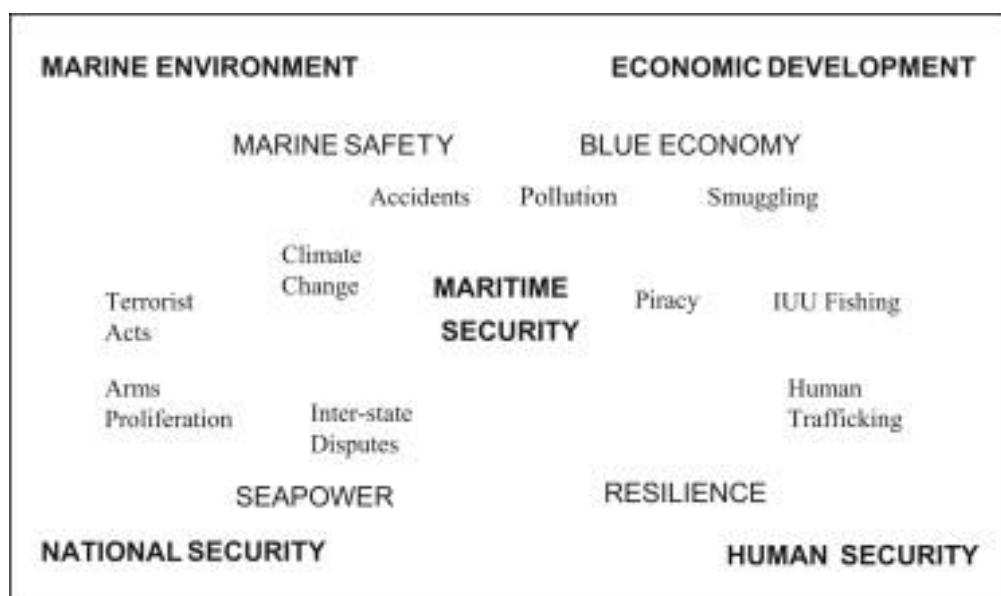 MARINE ENVIRONMENT ECONOMIC DEVELOPMENT
MARINE SAFETY BLUE ECONOMY
Accidents Pollution Smuggling
Climate
Change
Terrorist
Acts
MARITIME
SECURITY
Piracy IUU Fishing
Arms
Proliferation
Inter-state
Disputes
Human
Trafficking
SEAPOWER RESILIENCE
NATIONAL SECURITY HUMAN SECURITY